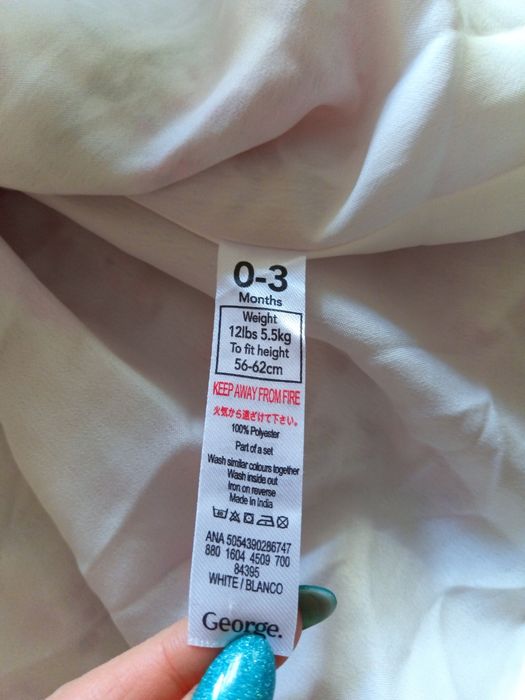 0-3
Months
Weight
12lbs 5.5kg
To fit height
56-62cm
KEEP AWAY FROM FIRE
火気から遠ざけて下さい。
100% Polyester
Part of a set
Wash similar colours together
Wash inside out
Iron on reverse
Made in India
ANA 5054390286747
880 1604 4509 700
84395
WHITE / BLANCO
George.